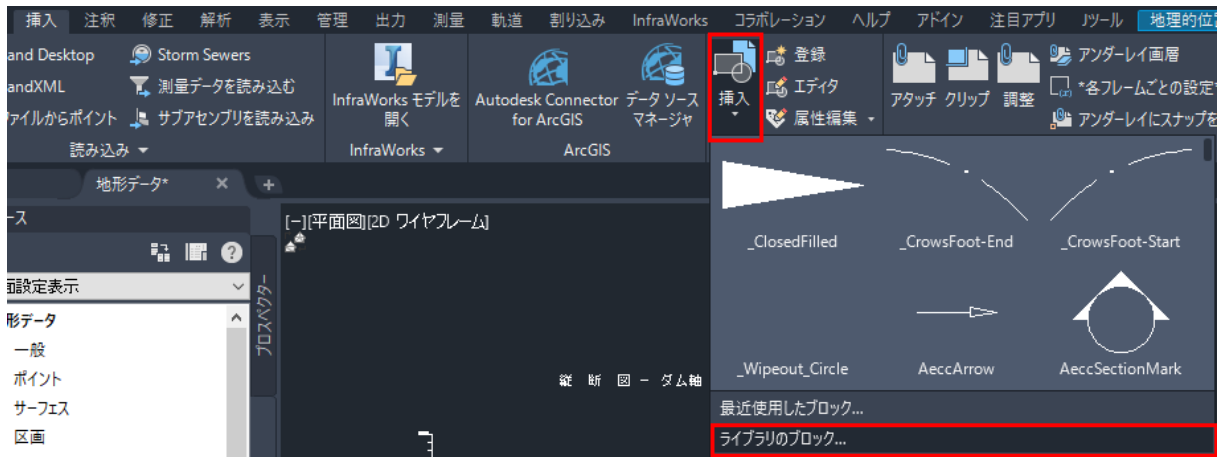 挿入 注釈 修正 解析 表示 管理 出力 測量 軌道 割り込み InfraWorks コラボレーション ヘルプ アドイン 注目アプリ Jツール 地理的位置
and Desktop
Storm Sewers
andXML
測量データを読み込む
ファイルからポイント
サブアセンブリを読み込み
読み込み
InfraWorks モデルを
開く
InfraWorks
Autodesk Connector
for ArcGIS
データ ソース
マネージャ
ArcGIS
挿入
登録
エディタ
属性編集
アタッチ クリップ 調整
アンダーレイ画層
*各フレームごとの設定
アンダーレイにスナップを
地形データ* × +
ース
面設定表示
形データ
一般
ポイント
サーフェス
区画
プロスペクター
[-][平面図][2D ワイヤフレーム]
縦 断 図 - ダム軸
_ClosedFilled _CrowsFoot-End _CrowsFoot-Start
_Wipeout_Circle AeccArrow AeccSectionMark
最近使用したブロック...
ライブラリのブロック...